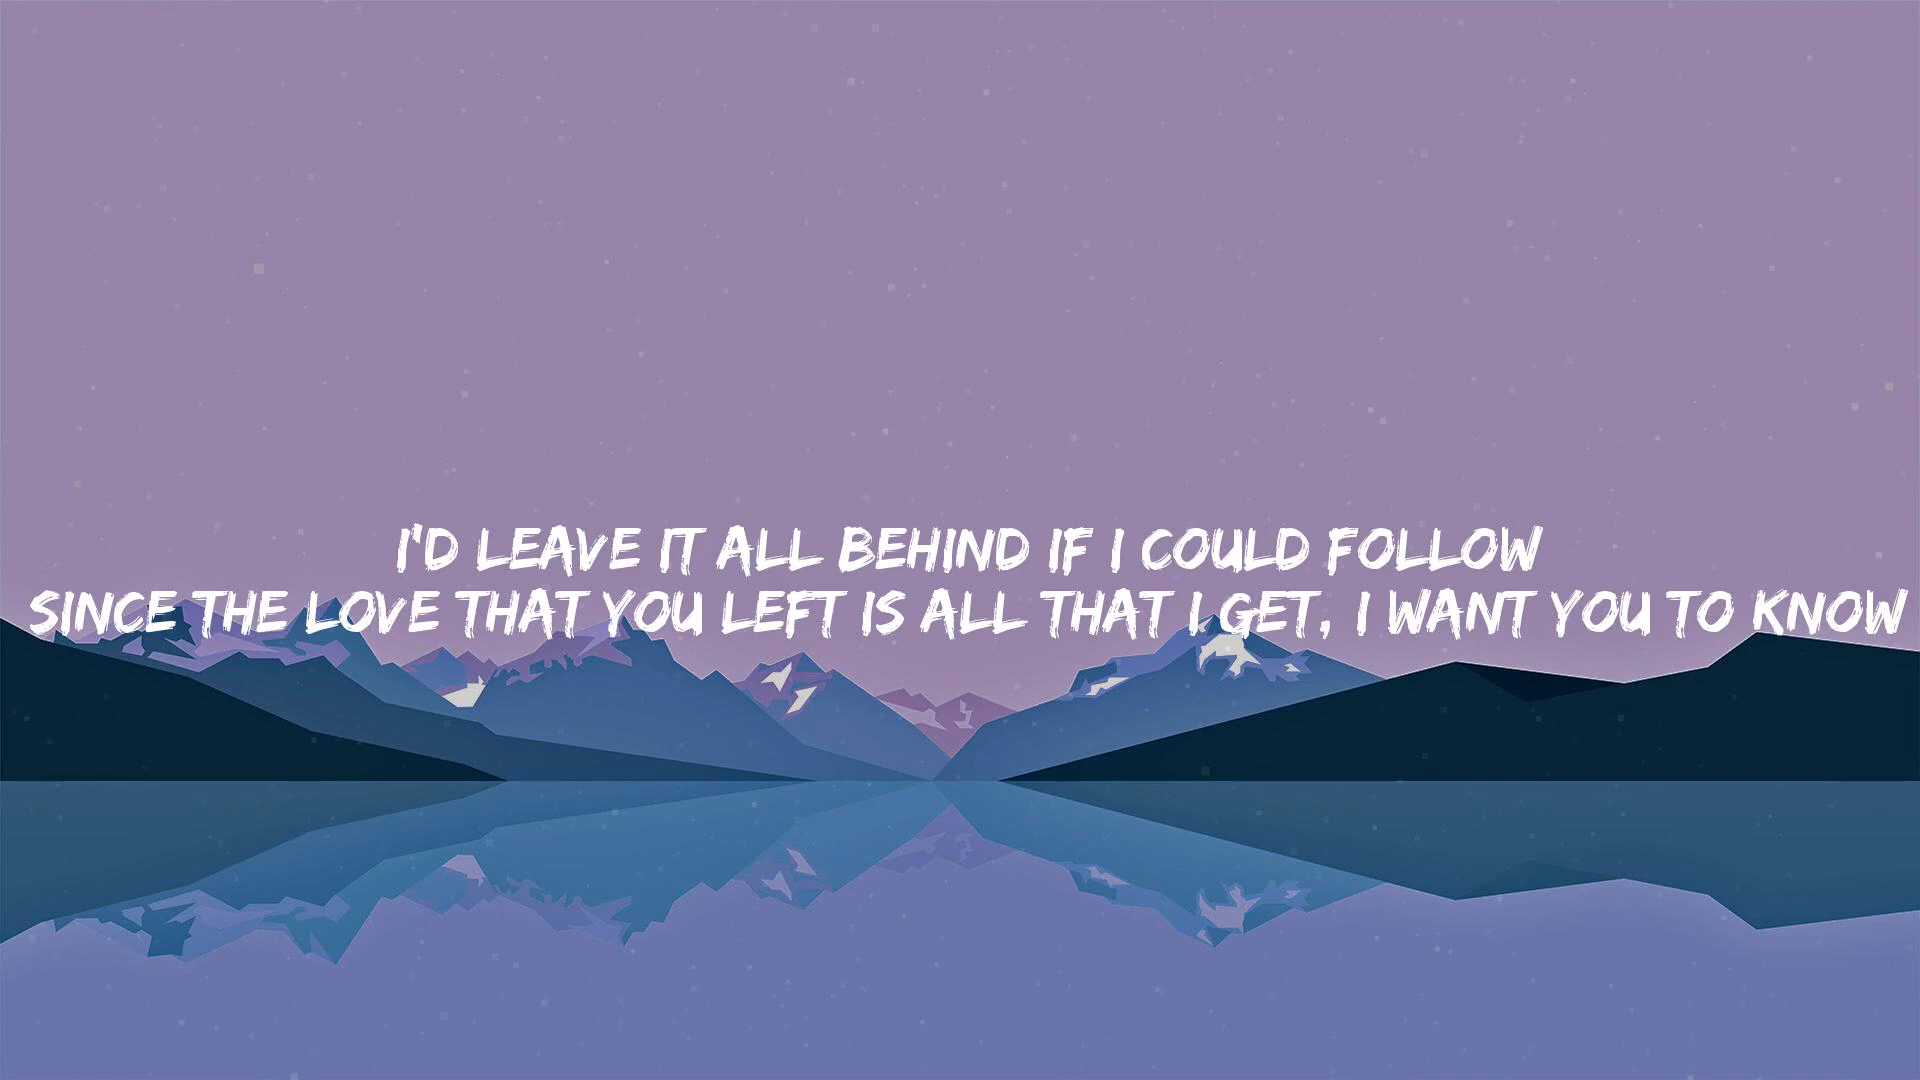 I'D LEAVE IT ALL BEHIND IF I COULD FOLLOW
SINCE THE LOVE THAT YOU LEFT IS ALL THAT I GET, I WANT YOU TO KNOW